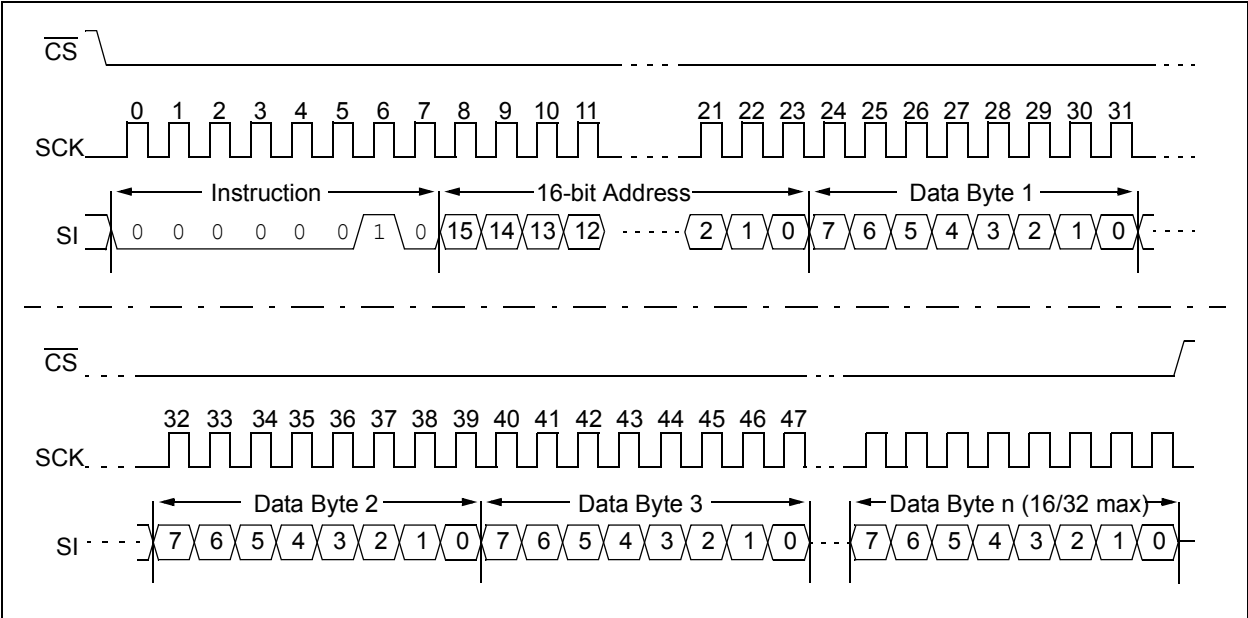 CS
0 1 2 3 4 5 6 7 8 9 10 11 21 22 23 24 25 26 27 28 29 30 31
SCK
Instruction 16-bit Address Data Byte 1
SI 0 0 0 0 0 0 1 0 15 14 13 12 2 1 0 7 6 5 4 3 2 1 0
CS
32 33 34 35 36 37 38 39 40 41 42 43 44 45 46 47
SCK
Data Byte 2 Data Byte 3 Data Byte n (16/32 max)
SI 7 6 5 4 3 2 1 0 7 6 5 4 3 2 1 0 7 6 5 4 3 2 1 0